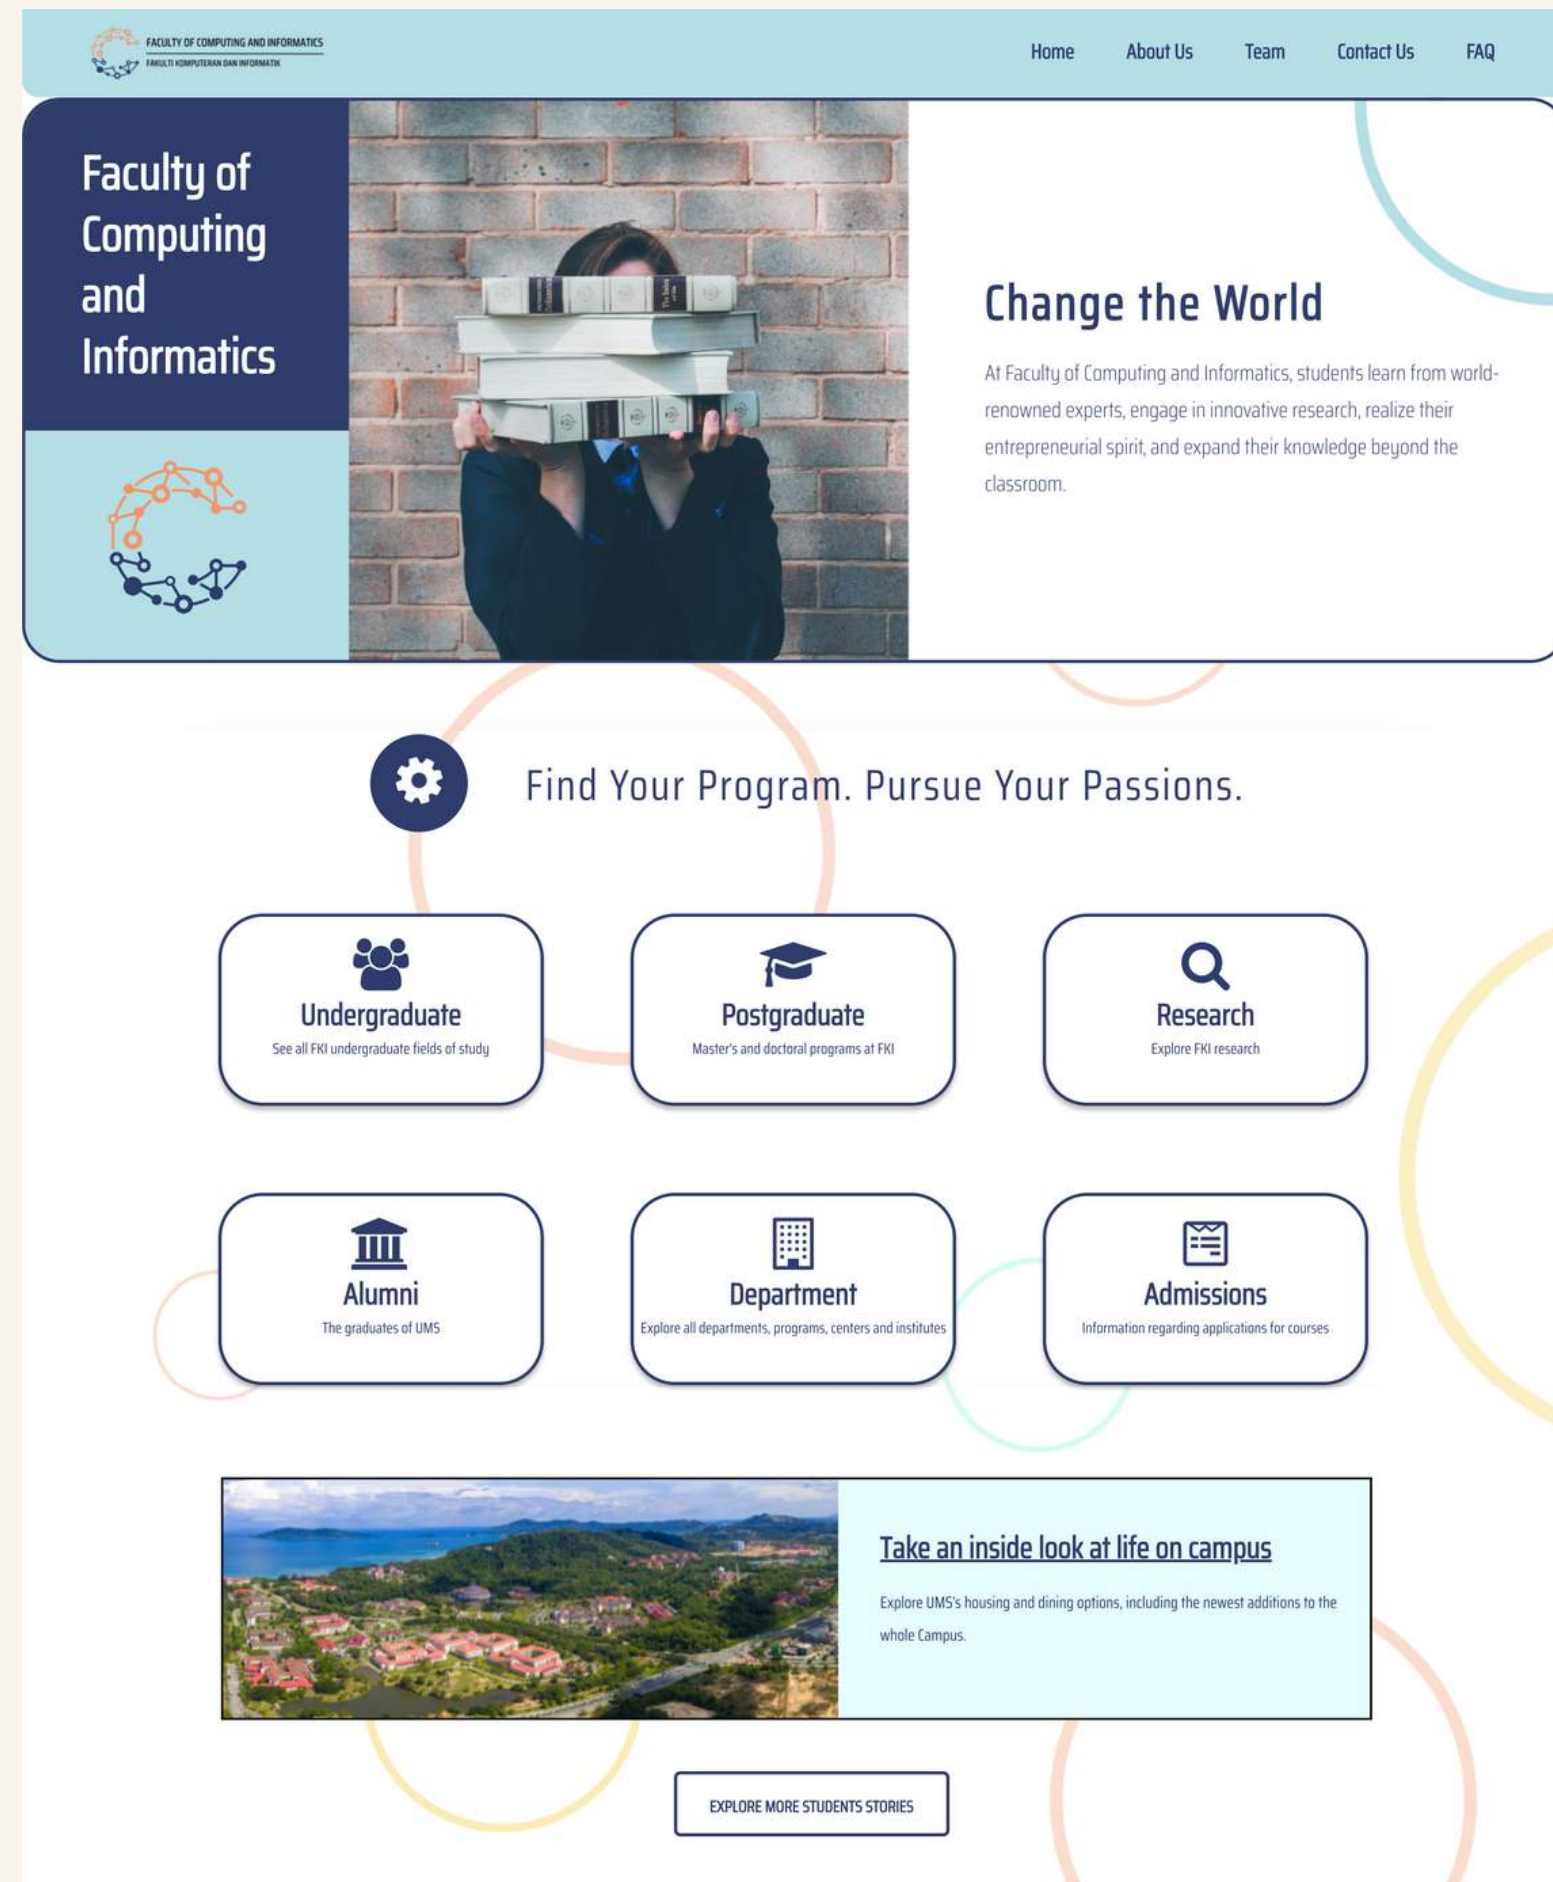 FACULTY OF COMPUTING AND INFORMATICS
FAKULTI KOMPUTERAN DAN INFORMATIK
Home About Us Team Contact Us FAQ
Faculty of
Computing
and
Informatics
Change the World
At Faculty of Computing and Informatics, students learn from world-
renowned experts, engage in innovative research, realize their
entrepreneurial spirit, and expand their knowledge beyond the
classroom.
Find Your Program. Pursue Your Passions.
Undergraduate
See all FKI undergraduate fields of study
Postgraduate
Master's and doctoral programs at FKI
Research
Explore FKI research
Alumni
The graduates of UMS
Department
Explore all departments, programs, centers and institutes
Admissions
Information regarding applications for courses
Take an inside look at life on campus
Explore UMS's housing and dining options, including the newest additions to the
whole Campus.
EXPLORE MORE STUDENTS STORIES